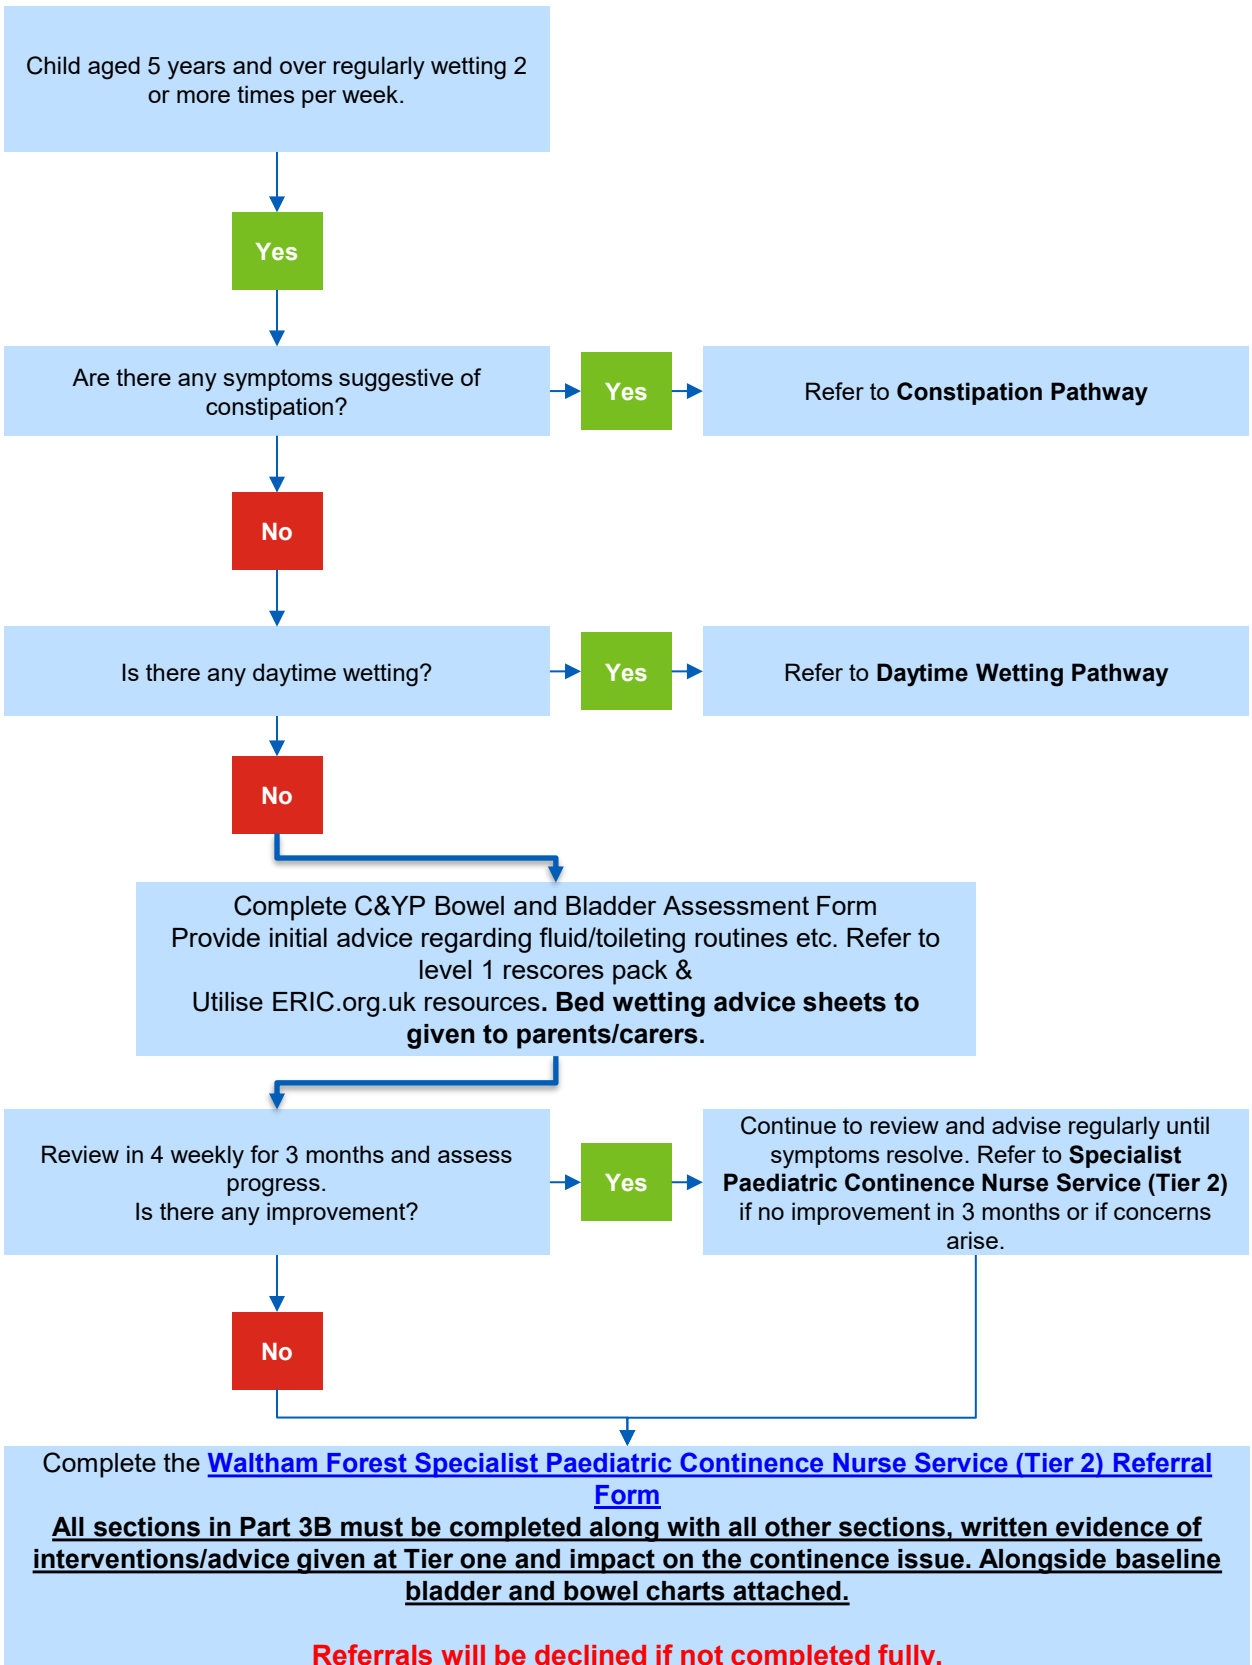 Child aged 5 years and over regularly wetting 2
or more times per week.
Yes
Are there any symptoms suggestive of
constipation?
Yes
Refer to Constipation Pathway
No
Is there any daytime wetting?
Yes
Refer to Daytime Wetting Pathway
No
Complete C&YP Bowel and Bladder Assessment Form
Provide initial advice regarding fluid/toileting routines etc. Refer to
level 1 rescores pack &
Utilise ERIC.org.uk resources. Bed wetting advice sheets to
given to parents/carers.
Review in 4 weekly for 3 months and assess
progress.
Is there any improvement?
Yes
Continue to review and advise regularly until
symptoms resolve. Refer to Specialist
Paediatric Continence Nurse Service (Tier 2)
if no improvement in 3 months or if concerns
arise.
No
Complete the Waltham Forest Specialist Paediatric Continence Nurse Service (Tier 2) Referral
Form
All sections in Part 3B must be completed along with all other sections, written evidence of
interventions/advice given at Tier one and impact on the continence issue. Alongside baseline
bladder and bowel charts attached.
Referrals will be declined if not completed fully.